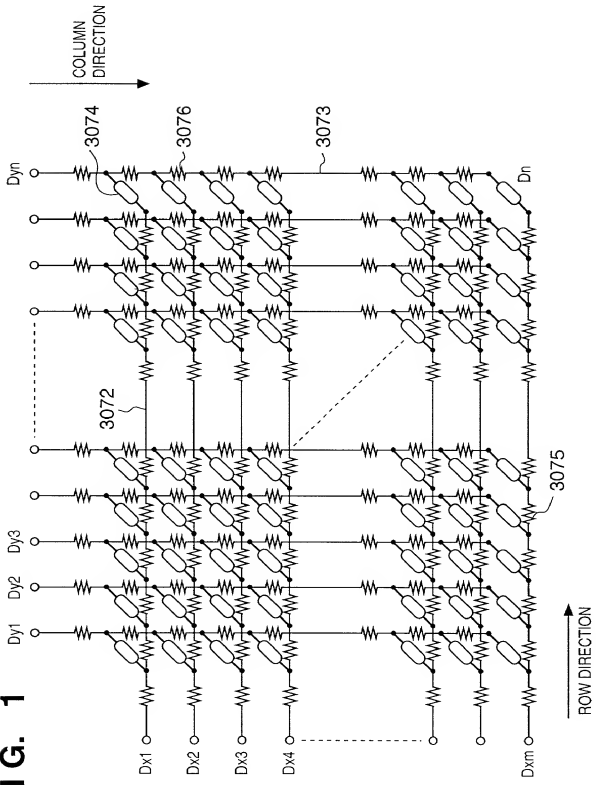 IG. 1
COLUMN
DIRECTION
Dy1
Dy2
Dy3
Dyn
3074
3076
3073
3072
Dx1
Dx2
Dx3
Dx4
Dxm
Dn
3075
ROW DIRECTION